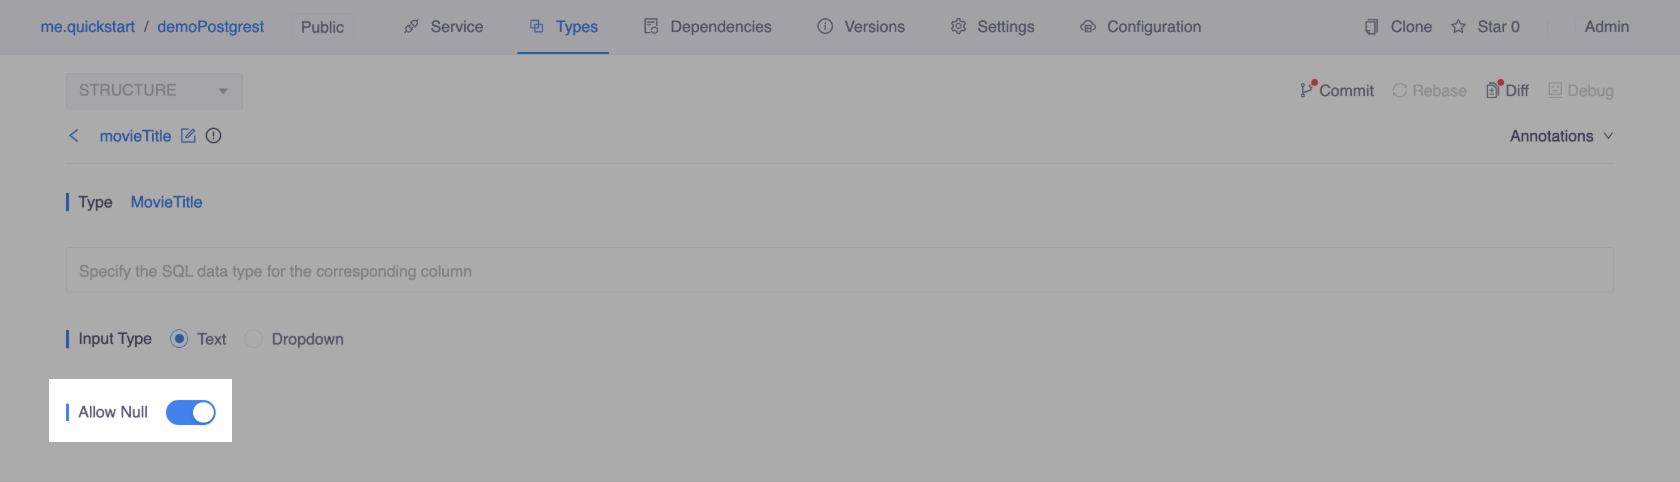 me.quickstart / demoPostgrest Public Service Types Dependencies Versions Settings Configuration Clone Star 0 Admin
STRUCTURE Commit Rebase Diff Debug
movieTitle Annotations
Type MovieTitle
Specify the SQL data type for the corresponding column
Input Type Text Dropdown
Allow Null